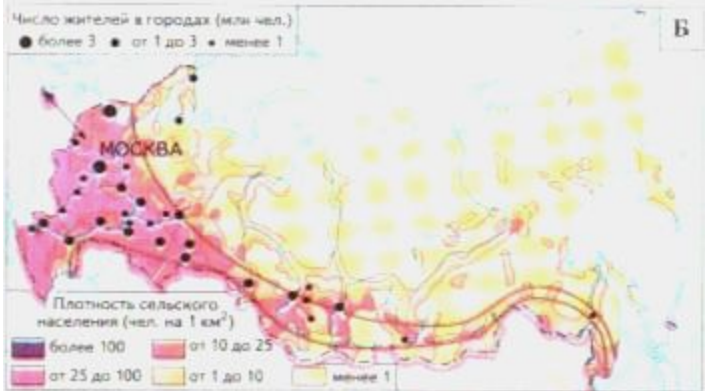 Число жителей в городах (млн чел.)
более 3 от 1 до 3 менее 1
Б
МОСКВА
Плотность сельского
населения (чел. на 1 км²)
более 100 от 10 до 25
от 25 до 100 от 1 до 10 менее 1